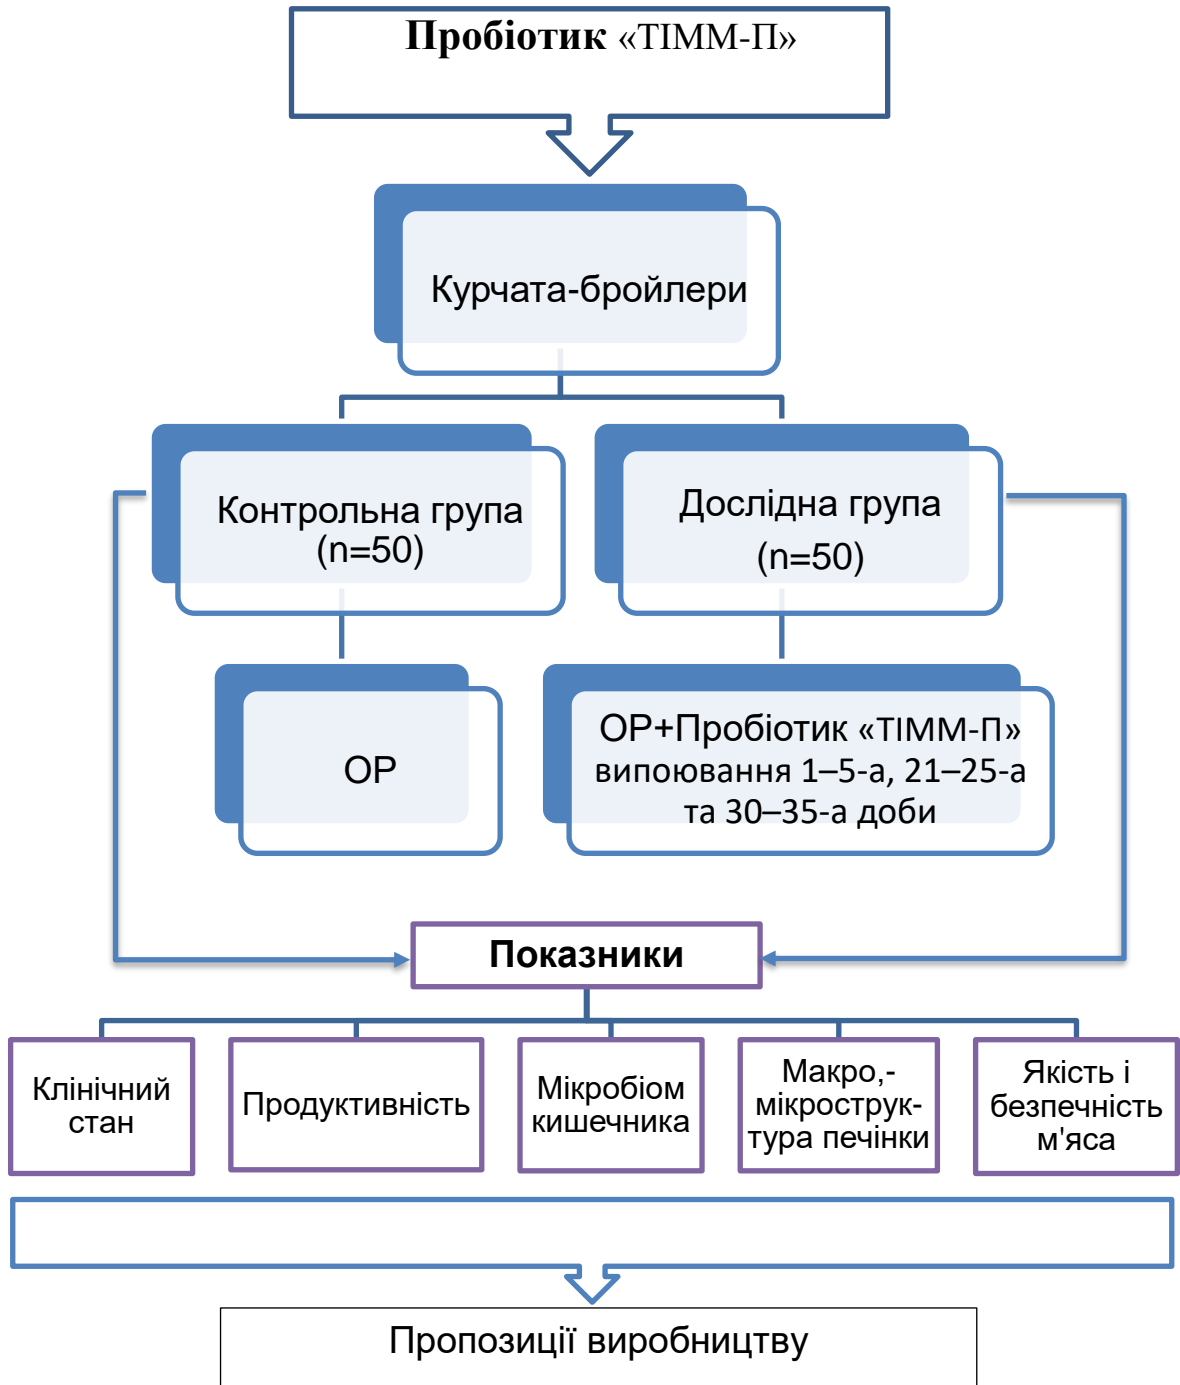 Пробіотик «ТІММ-П»
Курчата-бройлери
Контрольна група
(n=50)
Дослідна група
(n=50)
ОР
ОР+Пробіотик «ТІММ-П»
випоювання 1–5-а, 21–25-а
та 30–35-а доби
Показники
Клінічний
стан
Продуктивність
Мікробіом
кишечника
Макро,-
мікрострук-
тура печінки
Якість і
безпечність
м'яса
Пропозиції виробництву